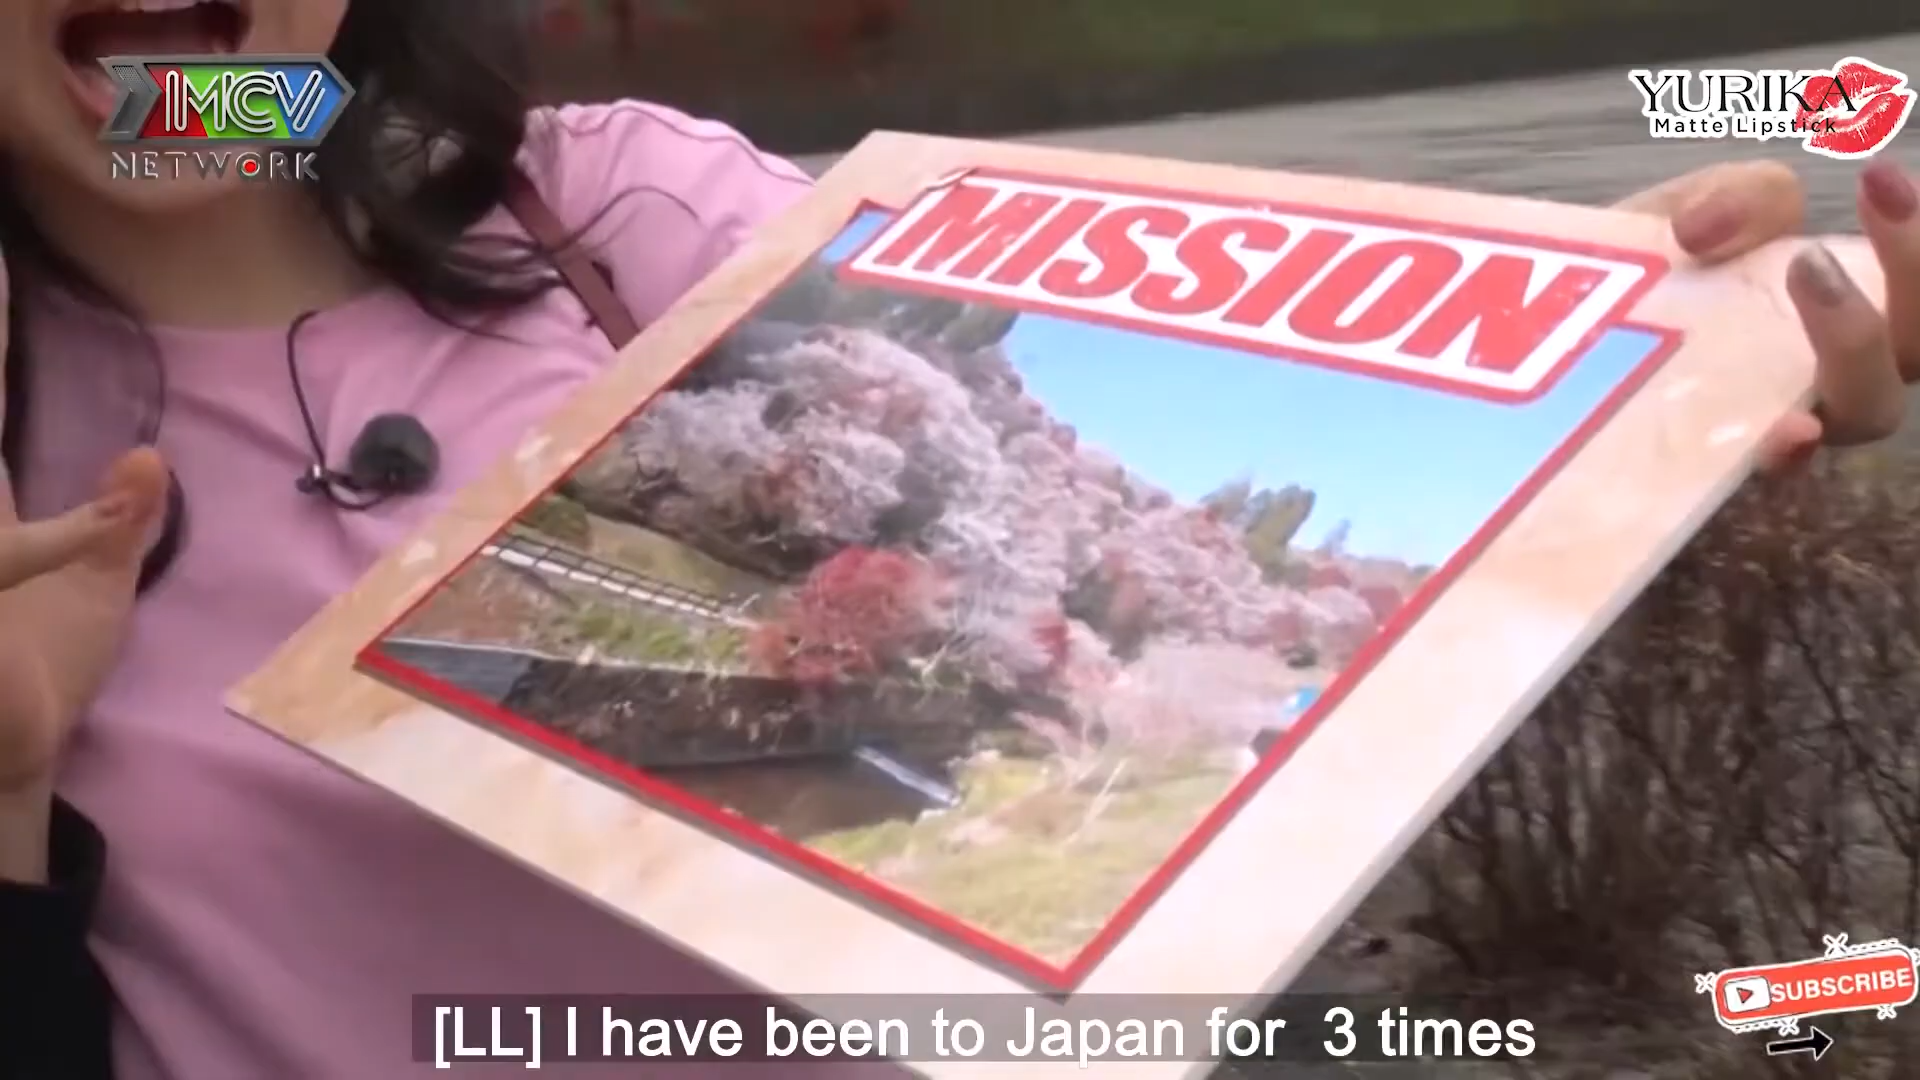 MCV
NETWORK
YURIKA
Matte Lipstick
MISSION
SUBSCRIBE
[LL] I have been to Japan for 3 times